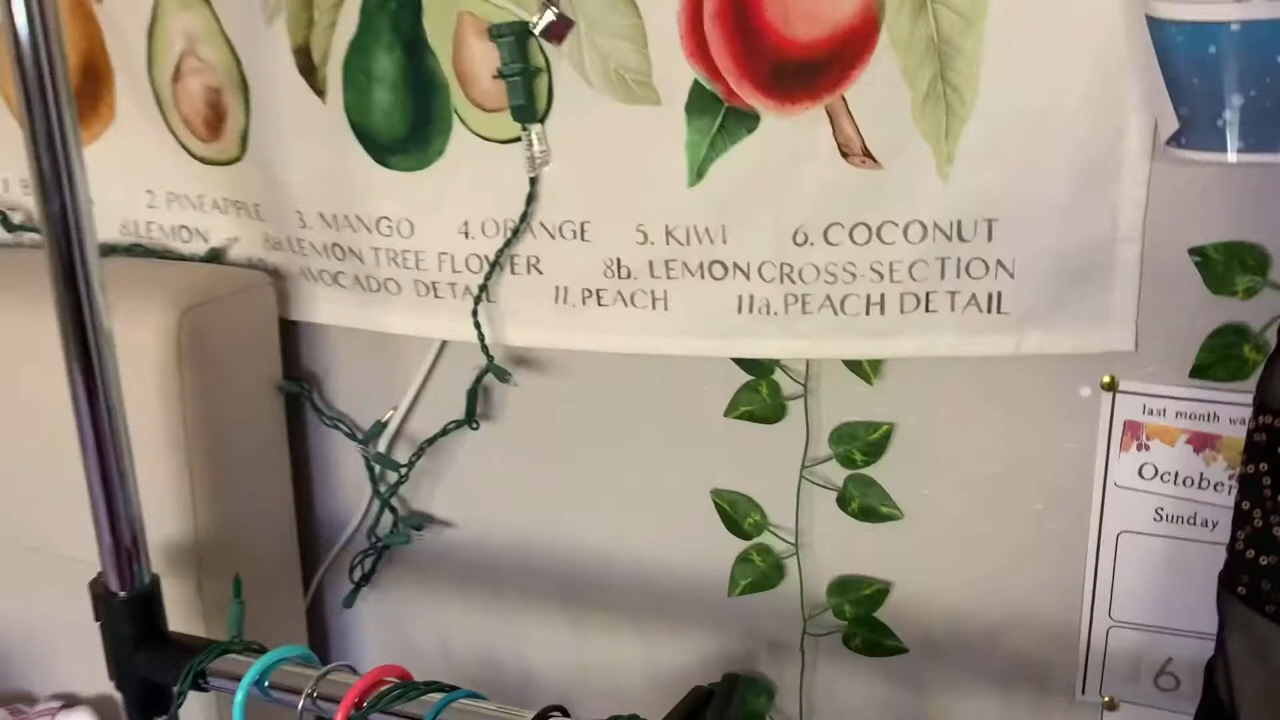 2. PINEAPPLE 3. MANGO 4. ORANGE 5. KIWI 6. COCONUT
8. LEMON 8a. LEMON TREE FLOWER 8b. LEMON CROSS-SECTION
AVOCADO DETAIL 11. PEACH 11a. PEACH DETAIL
last month wa
October
Sunday
6